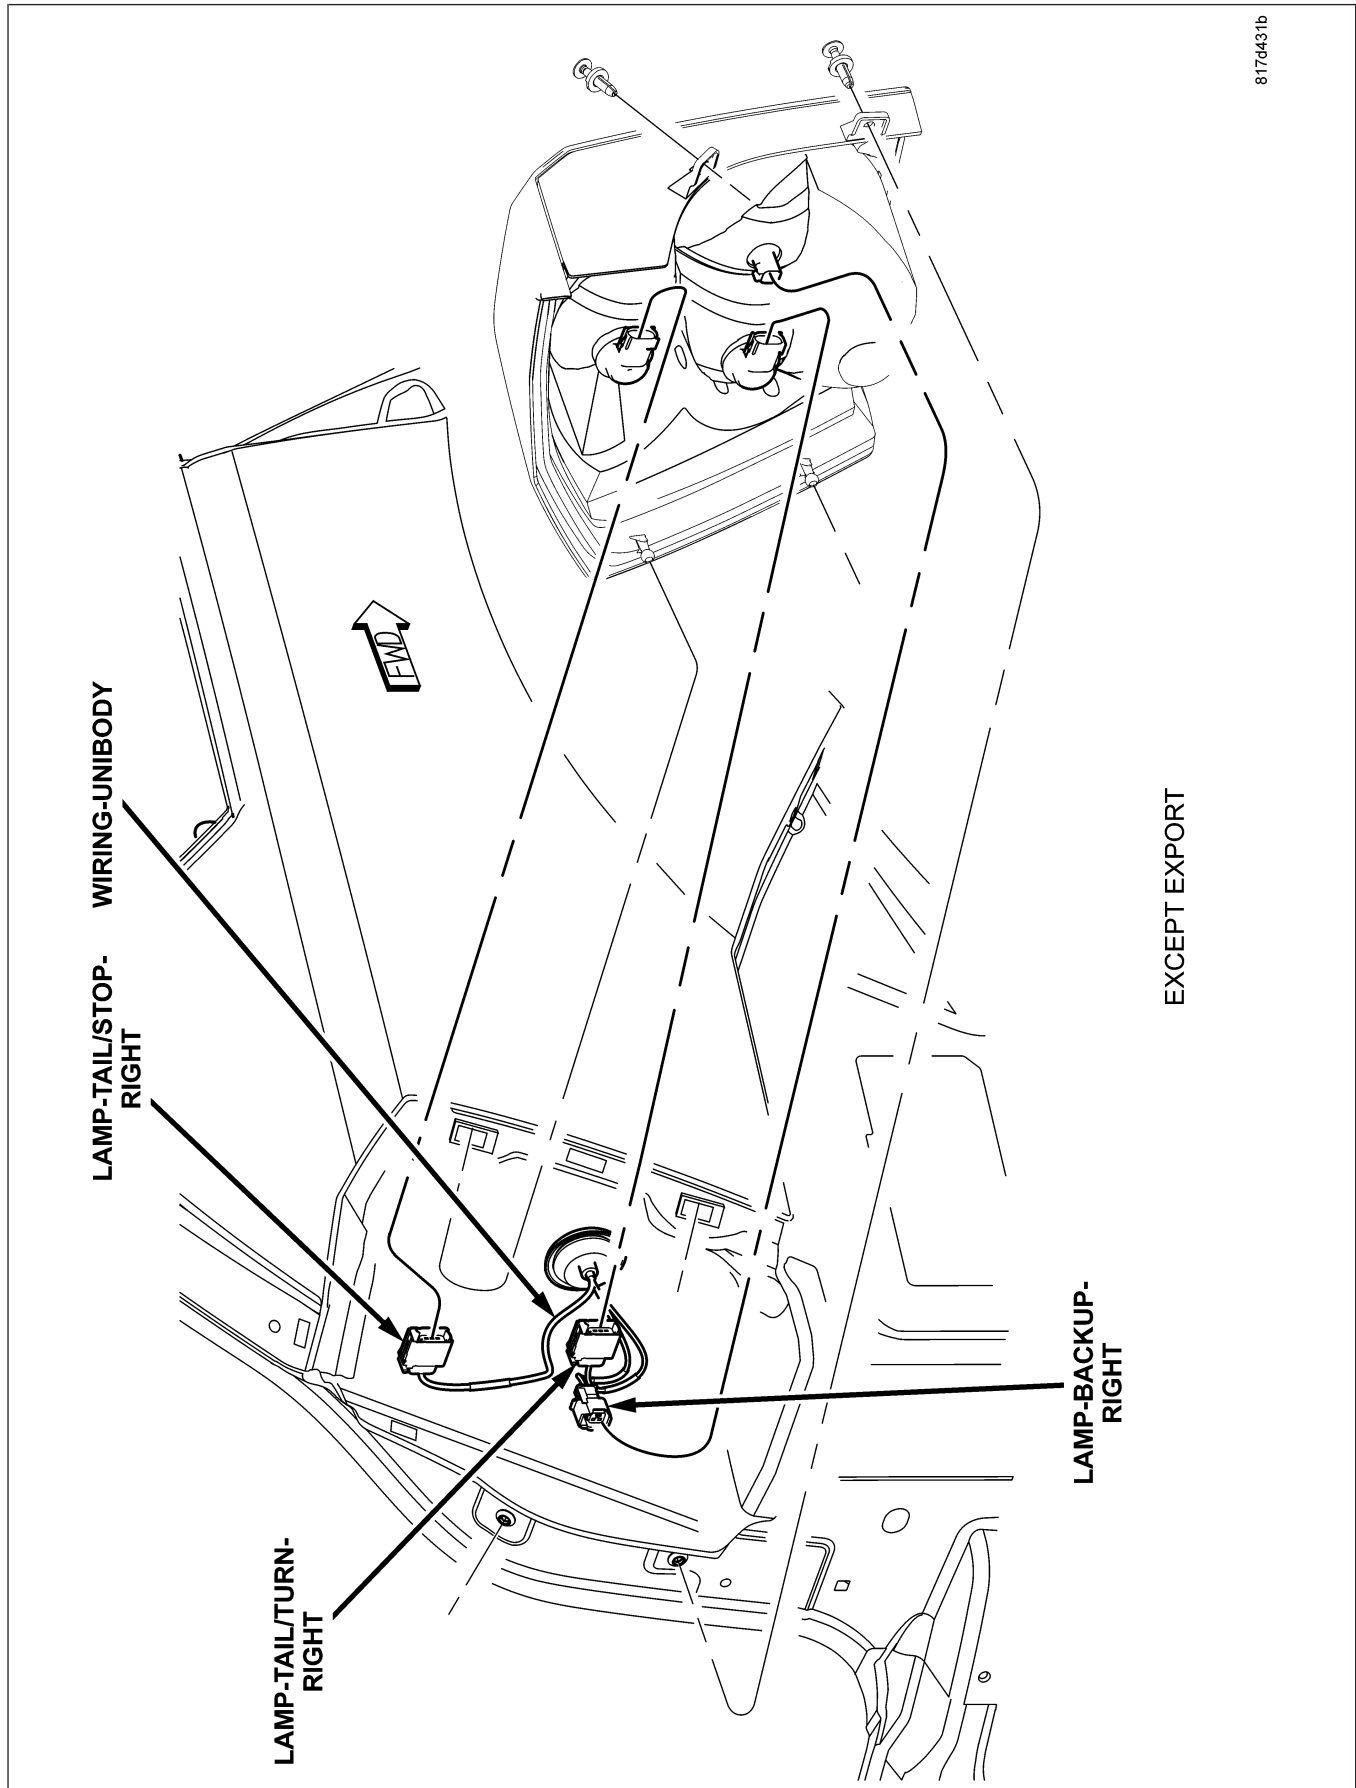 LAMP-TAIL/TURN-
RIGHT
LAMP-TAIL/STOP-
RIGHT
WIRING-UNIBODY
FWD
LAMP-BACKUP-
RIGHT
EXCEPT EXPORT
817d431b